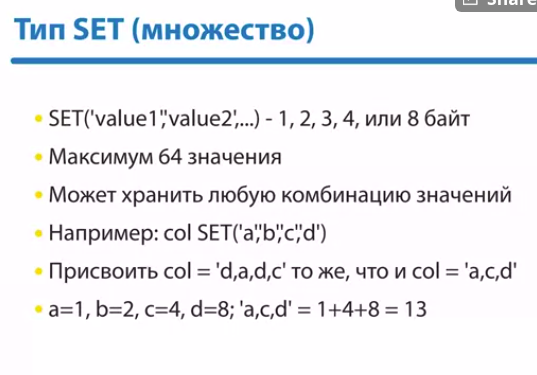 Share
Тип SET (множество)
SET('value1','value2',...) - 1, 2, 3, 4, или 8 байт
Максимум 64 значения
Может хранить любую комбинацию значений
Например: col SET('a','b','c','d')
Присвоить col = 'd,a,d,c' то же, что и col = 'a,c,d'
a=1, b=2, c=4, d=8; 'a,c,d' = 1+4+8 = 13